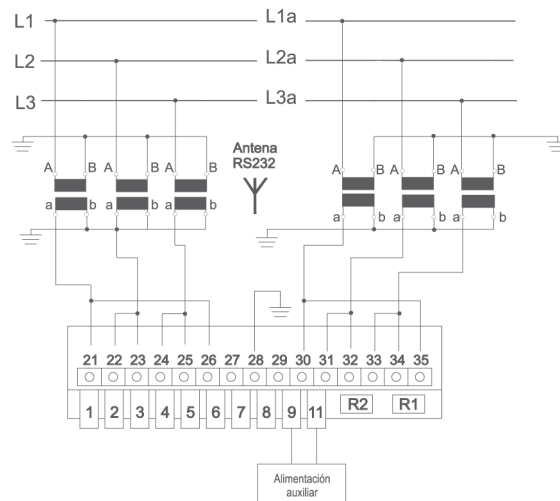 L1 L1a
L2 L2a
L3 L3a
Antena
RS232
A B A B A B A B A B A B
a b a b a b a b a b a b
21 22 23 24 25 26 27 28 29 30 31 32 33 34 35
1 2 3 4 5 6 7 8 9 11 R2 R1
Alimentación
auxiliar